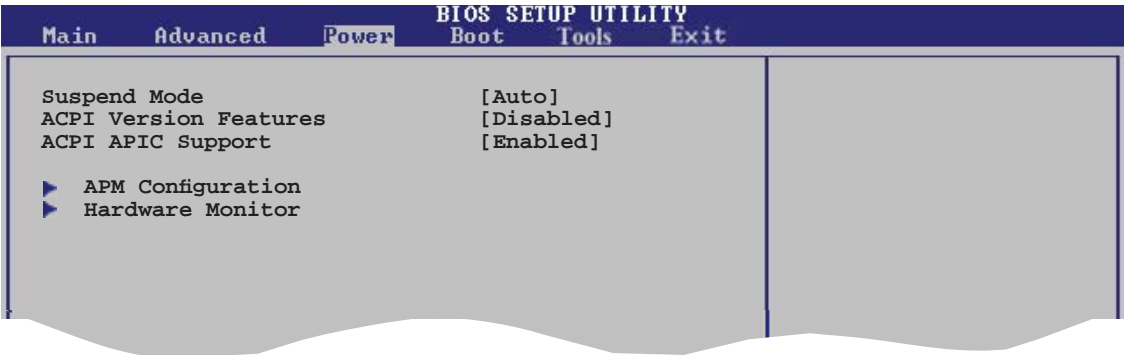 BIOS SETUP UTILITY
Main Advanced Power Boot Tools Exit
Suspend Mode [Auto]
ACPI Version Features [Disabled]
ACPI APIC Support [Enabled]
APM Configuration
Hardware Monitor